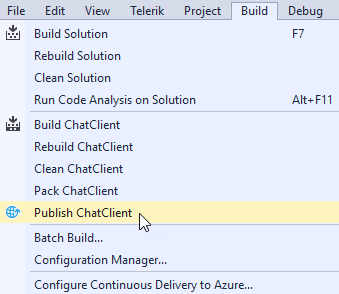 File Edit View Telerik Project Build Debug
Build Solution F7
Rebuild Solution
Clean Solution
Run Code Analysis on Solution Alt+F11
Build ChatClient
Rebuild ChatClient
Clean ChatClient
Pack ChatClient
Publish ChatClient
Batch Build...
Configuration Manager...
Configure Continuous Delivery to Azure...